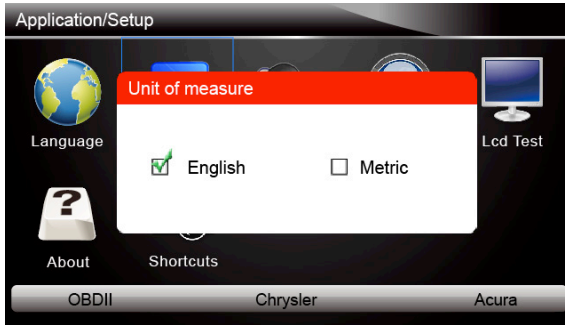 Application/Setup
Unit of measure
Language
Lcd Test
English
Metric
?
About
Shortcuts
OBDII
Chrysler
Acura